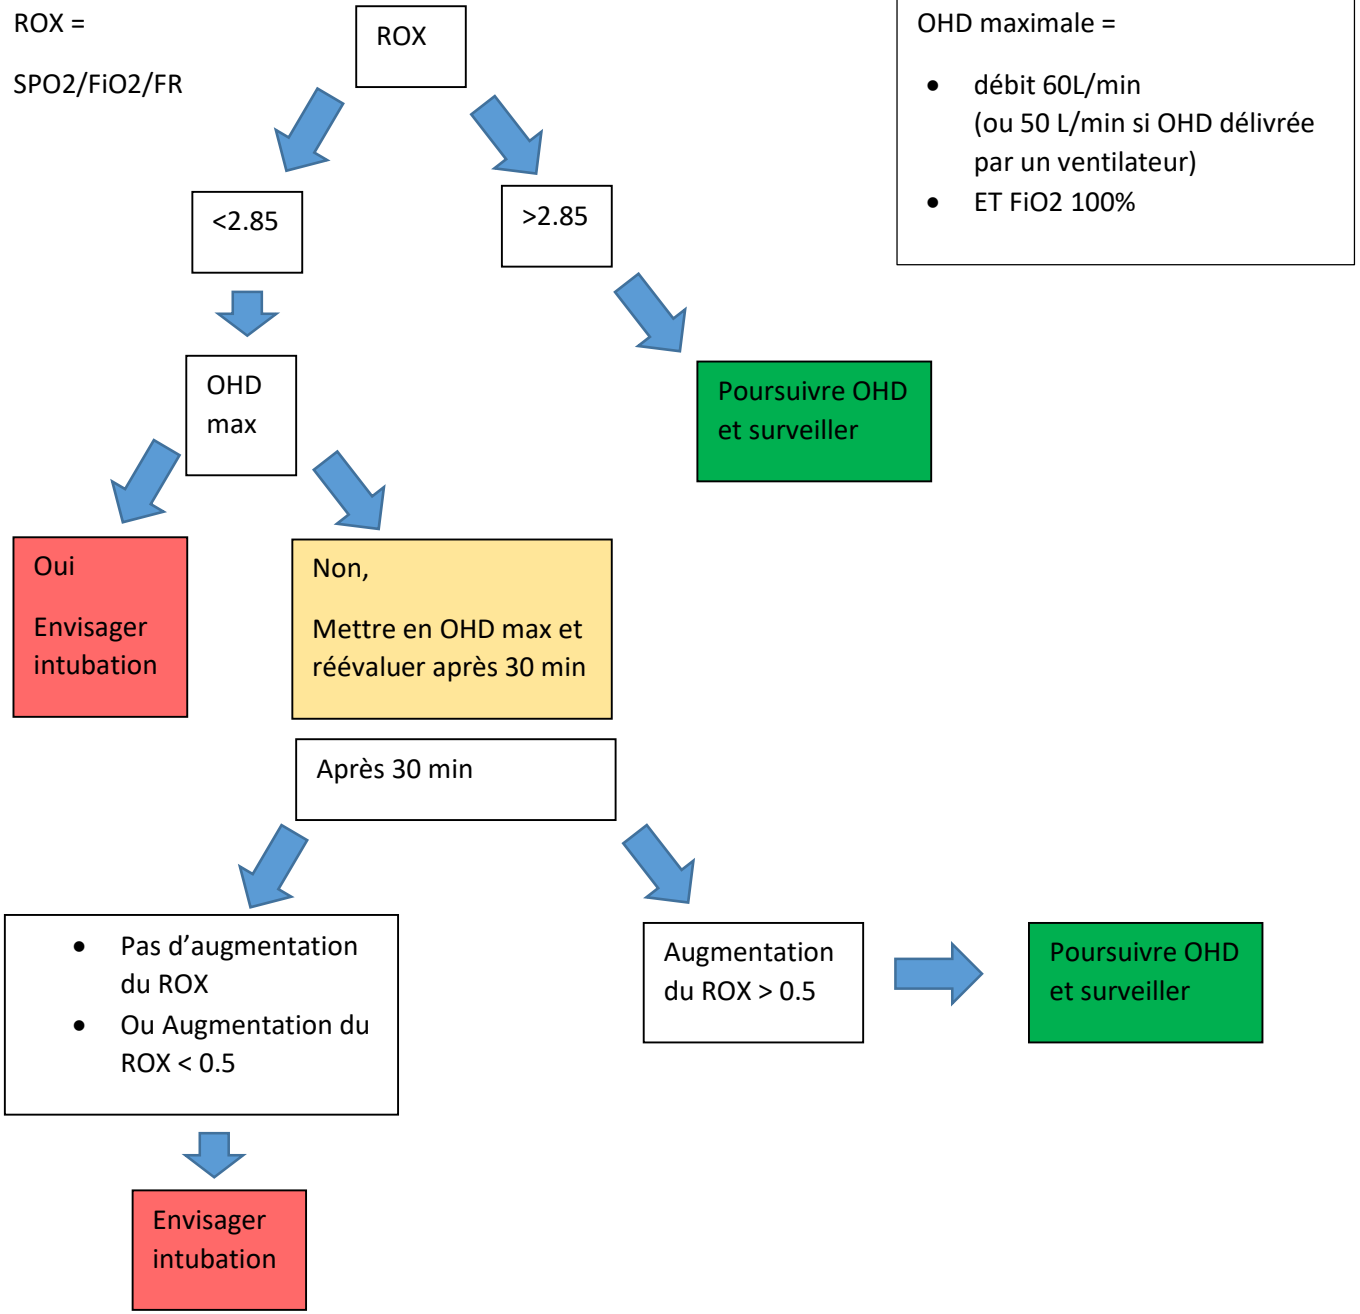 ROX =
SPO2/FiO2/FR
ROX
OHD maximale =
• débit 60L/min
(ou 50 L/min si OHD délivrée
par un ventilateur)
• ET FiO2 100%
<2.85
>2.85
OHD
max
Poursuivre OHD
et surveiller
Oui
Envisager
intubation
Non,
Mettre en OHD max et
réévaluer après 30 min
Après 30 min
• Pas d’augmentation
du ROX
• Ou Augmentation du
ROX < 0.5
Augmentation
du ROX > 0.5
Poursuivre OHD
et surveiller
Envisager
intubation